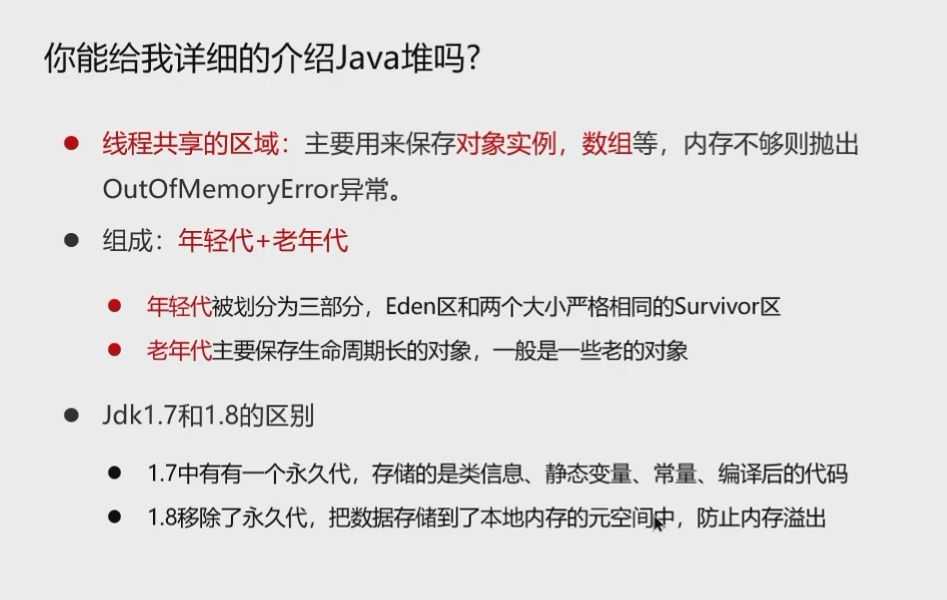 你能给我详细的介绍Java堆吗?
线程共享的区域：主要用来保存对象实例，数组等，内存不够则抛出
OutOfMemoryError异常。
组成：年轻代+老年代
年轻代被划分为三部分，Eden区和两个大小严格相同的Survivor区
老年代主要保存生命周期长的对象，一般是一些老的对象
Jdk1.7和1.8的区别
1.7中有有一个永久代，存储的是类信息、静态变量、常量、编译后的代码
1.8移除了永久代，把数据存储到了本地内存的元空间中，防止内存溢出